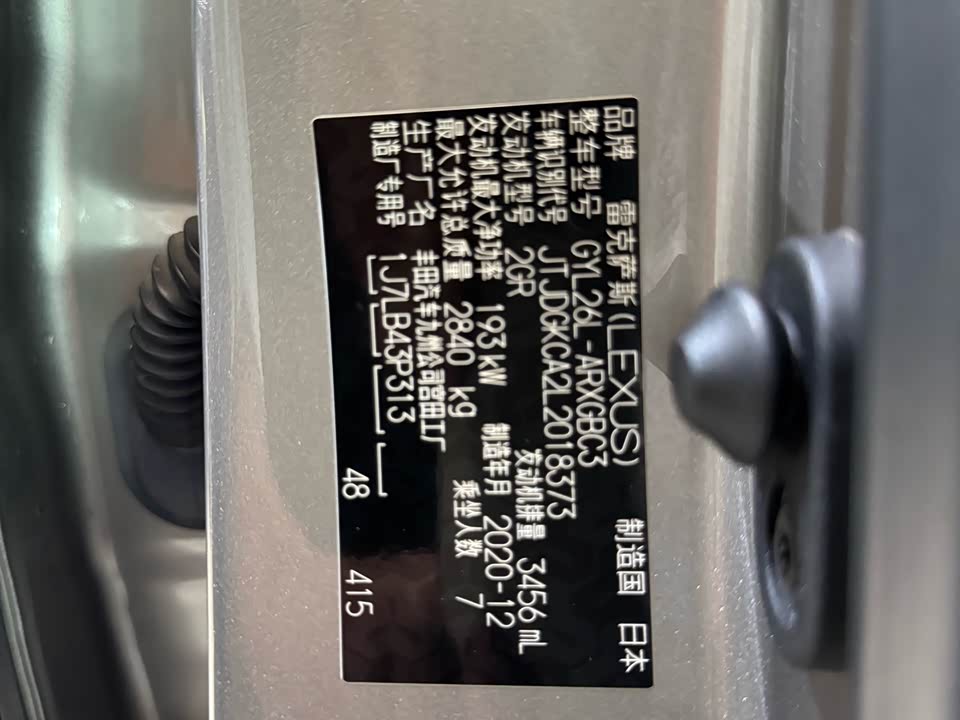 品牌 雷克萨斯(LEXUS) 制造国 日本
整车型号 GYL26L-ARXGBC3
车辆识别代号 JTJDGKCA2L2018373
发动机型号 2GR 发动机排量 3456 mL
发动机最大净功率 193 kW 制造年月 2020-12
最大允许总质量 2840 kg 乘坐人数 7
生产厂名 丰田汽车九州公司宫田工厂
制造厂专用号 1J7LB43P313
48 415